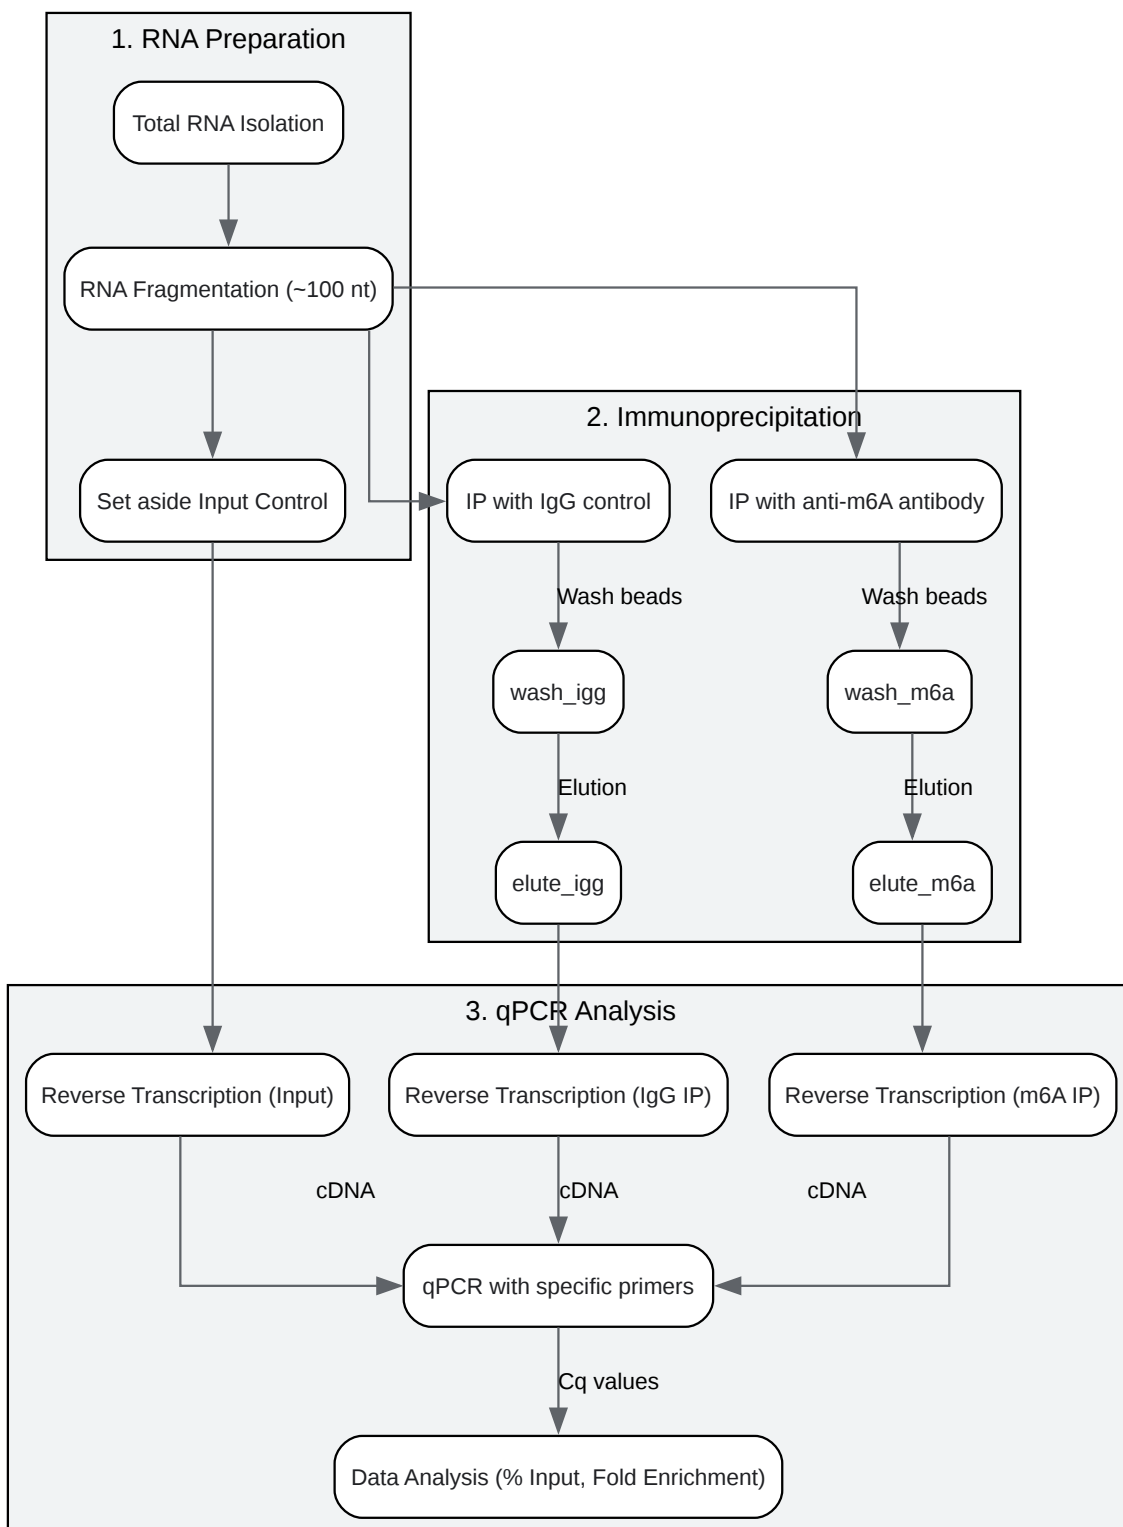 1. RNA Preparation
Total RNA Isolation
RNA Fragmentation (~100 nt)
Set aside Input Control
2. Immunoprecipitation
IP with IgG control
IP with anti-m6A antibody
Wash beads
Wash beads
wash_igg
wash_m6a
Elution
Elution
elute_igg
elute_m6a
3. qPCR Analysis
Reverse Transcription (Input)
Reverse Transcription (IgG IP)
Reverse Transcription (m6A IP)
cDNA
cDNA
cDNA
qPCR with specific primers
Cq values
Data Analysis (% Input, Fold Enrichment)